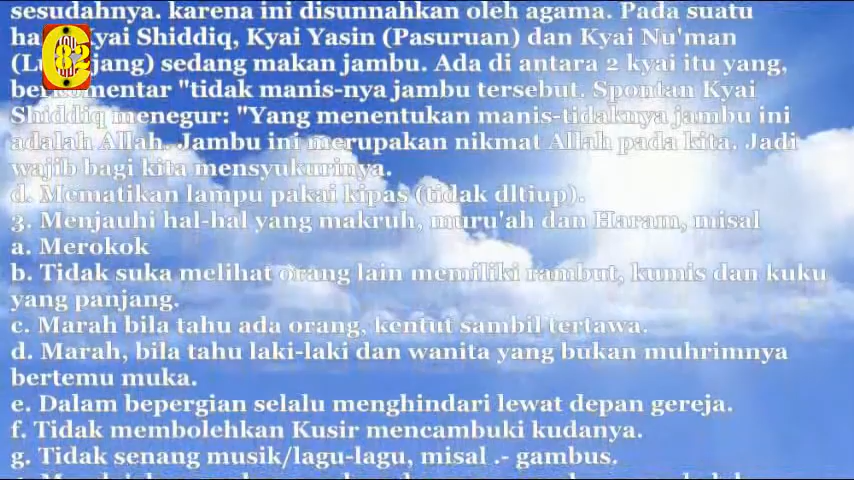 sesudahnya. karena ini disunnahkan oleh agama. Pada suatu
Kyai Shiddiq, Kyai Yasin (Pasuruan) dan Kyai Nu'man
sedang makan jambu. Ada di antara 2 kyai itu yang,
berkomentar "tidak manis-nya jambu tersebut. Spontan Kyai
Shiddiq menegur: "Yang menentukan manis-tidaknya jambu ini
adalah Allah. Jambu ini merupakan nikmat Allah pada kita. Jadi
wajib bagi kita mensyukurinya.
d. Mematikan lampu pakai kipas (tidak dltiup).
3. Menjauhi hal-hal yang makruh, muru'ah dan Haram, misal
a. Merokok
b. Tidak suka melihat orang lain memiliki rambut, kumis dan kuku
yang panjang.
c. Marah bila tahu ada orang, kentut sambil tertawa.
d. Marah, bila tahu laki-laki dan wanita yang bukan muhrimnya
bertemu muka.
e. Dalam bepergian selalu menghindari lewat depan gereja.
f. Tidak membolehkan Kusir mencambuki kudanya.
g. Tidak senang musik/lagu-lagu, misal .- gambus.